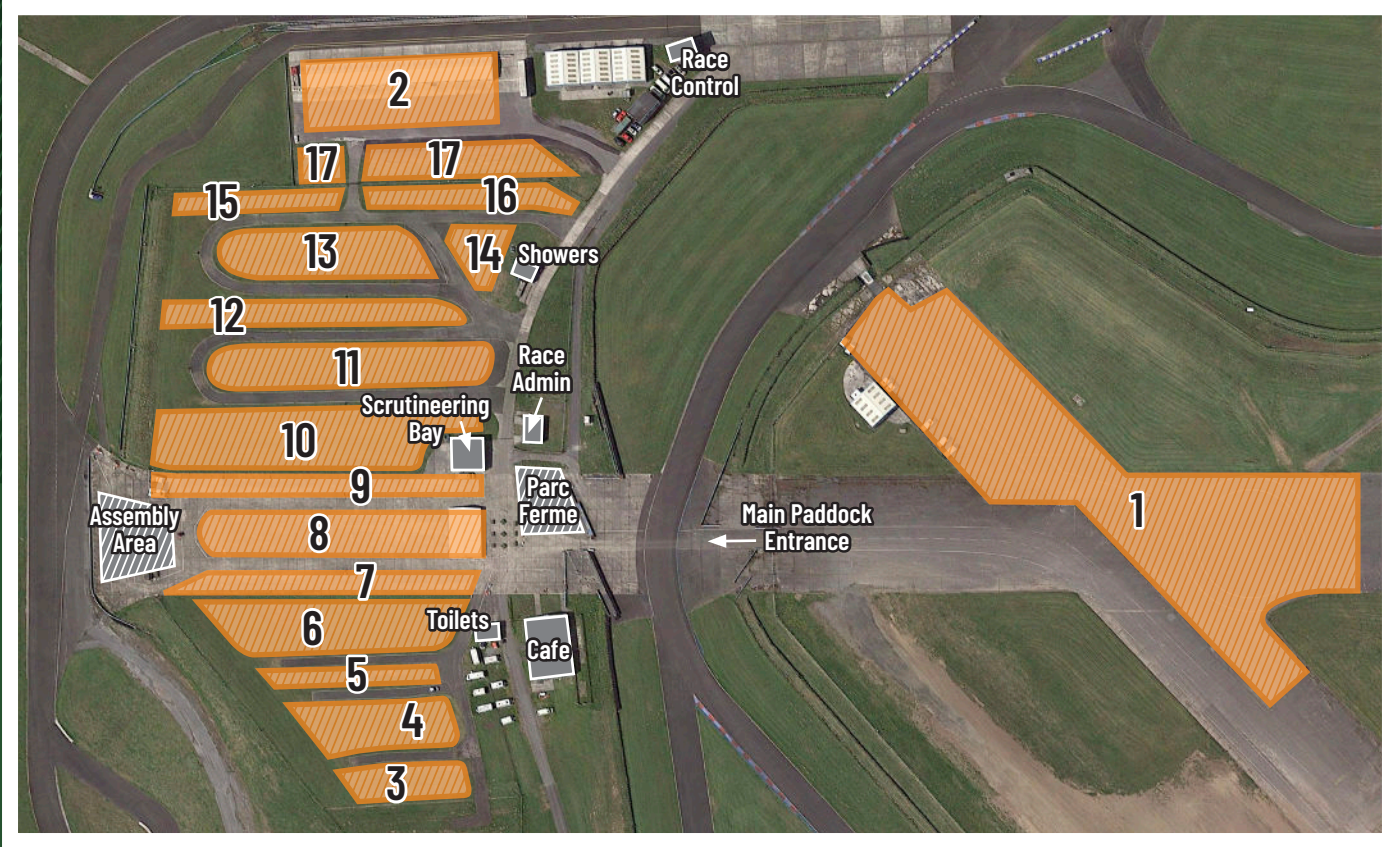 Race
Control
2
17
17
15
16
13
14
Showers
12
11
Race
Admin
Scrutineering
Bay
10
9
Parc
Ferme
Assembly
Area
8
Main Paddock
Entrance
1
7
6
Toilets
Cafe
5
4
3